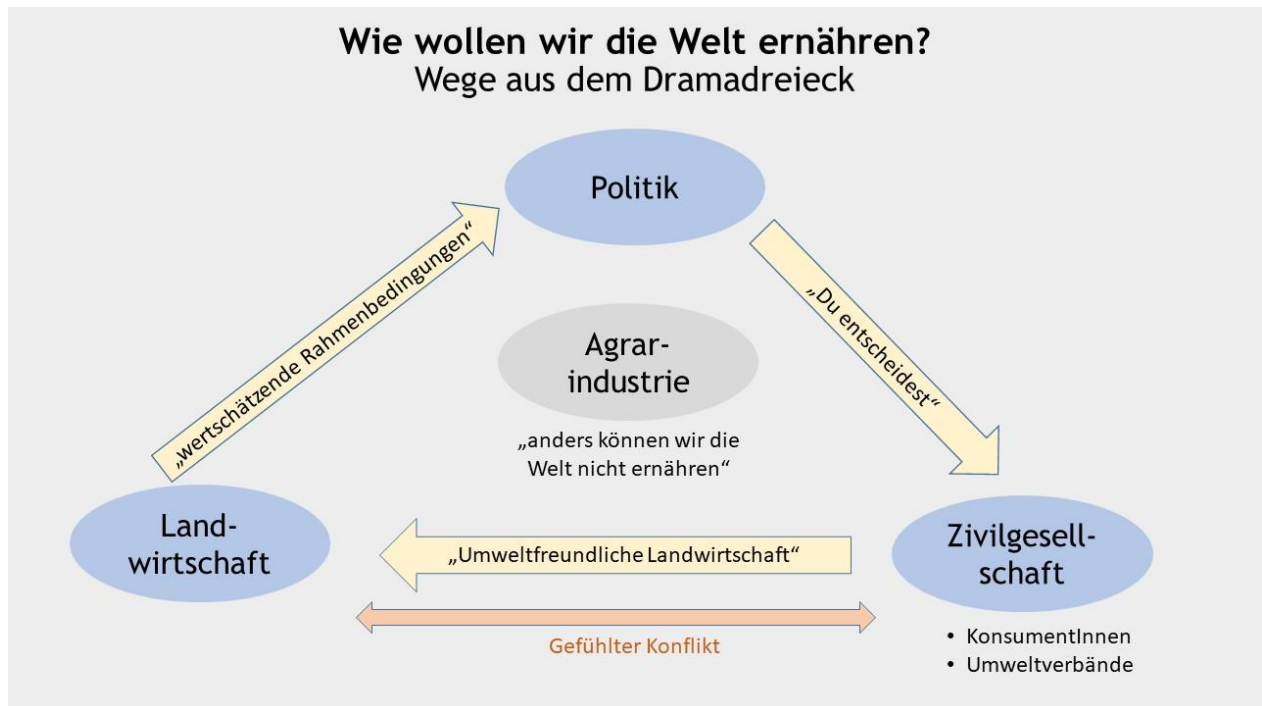 Wie wollen wir die Welt ernähren?
Wege aus dem Dramadreieck
Politik
„wertschätzende Rahmenbedingungen“
„Du entscheidest“
Agrar-
industrie
„anders können wir die
Welt nicht ernähren“
Land-
wirtschaft
„Umweltfreundliche Landwirtschaft“
Zivilgesell-
schaft
Gefühlter Konflikt
• KonsumentInnen
• Umweltverbände